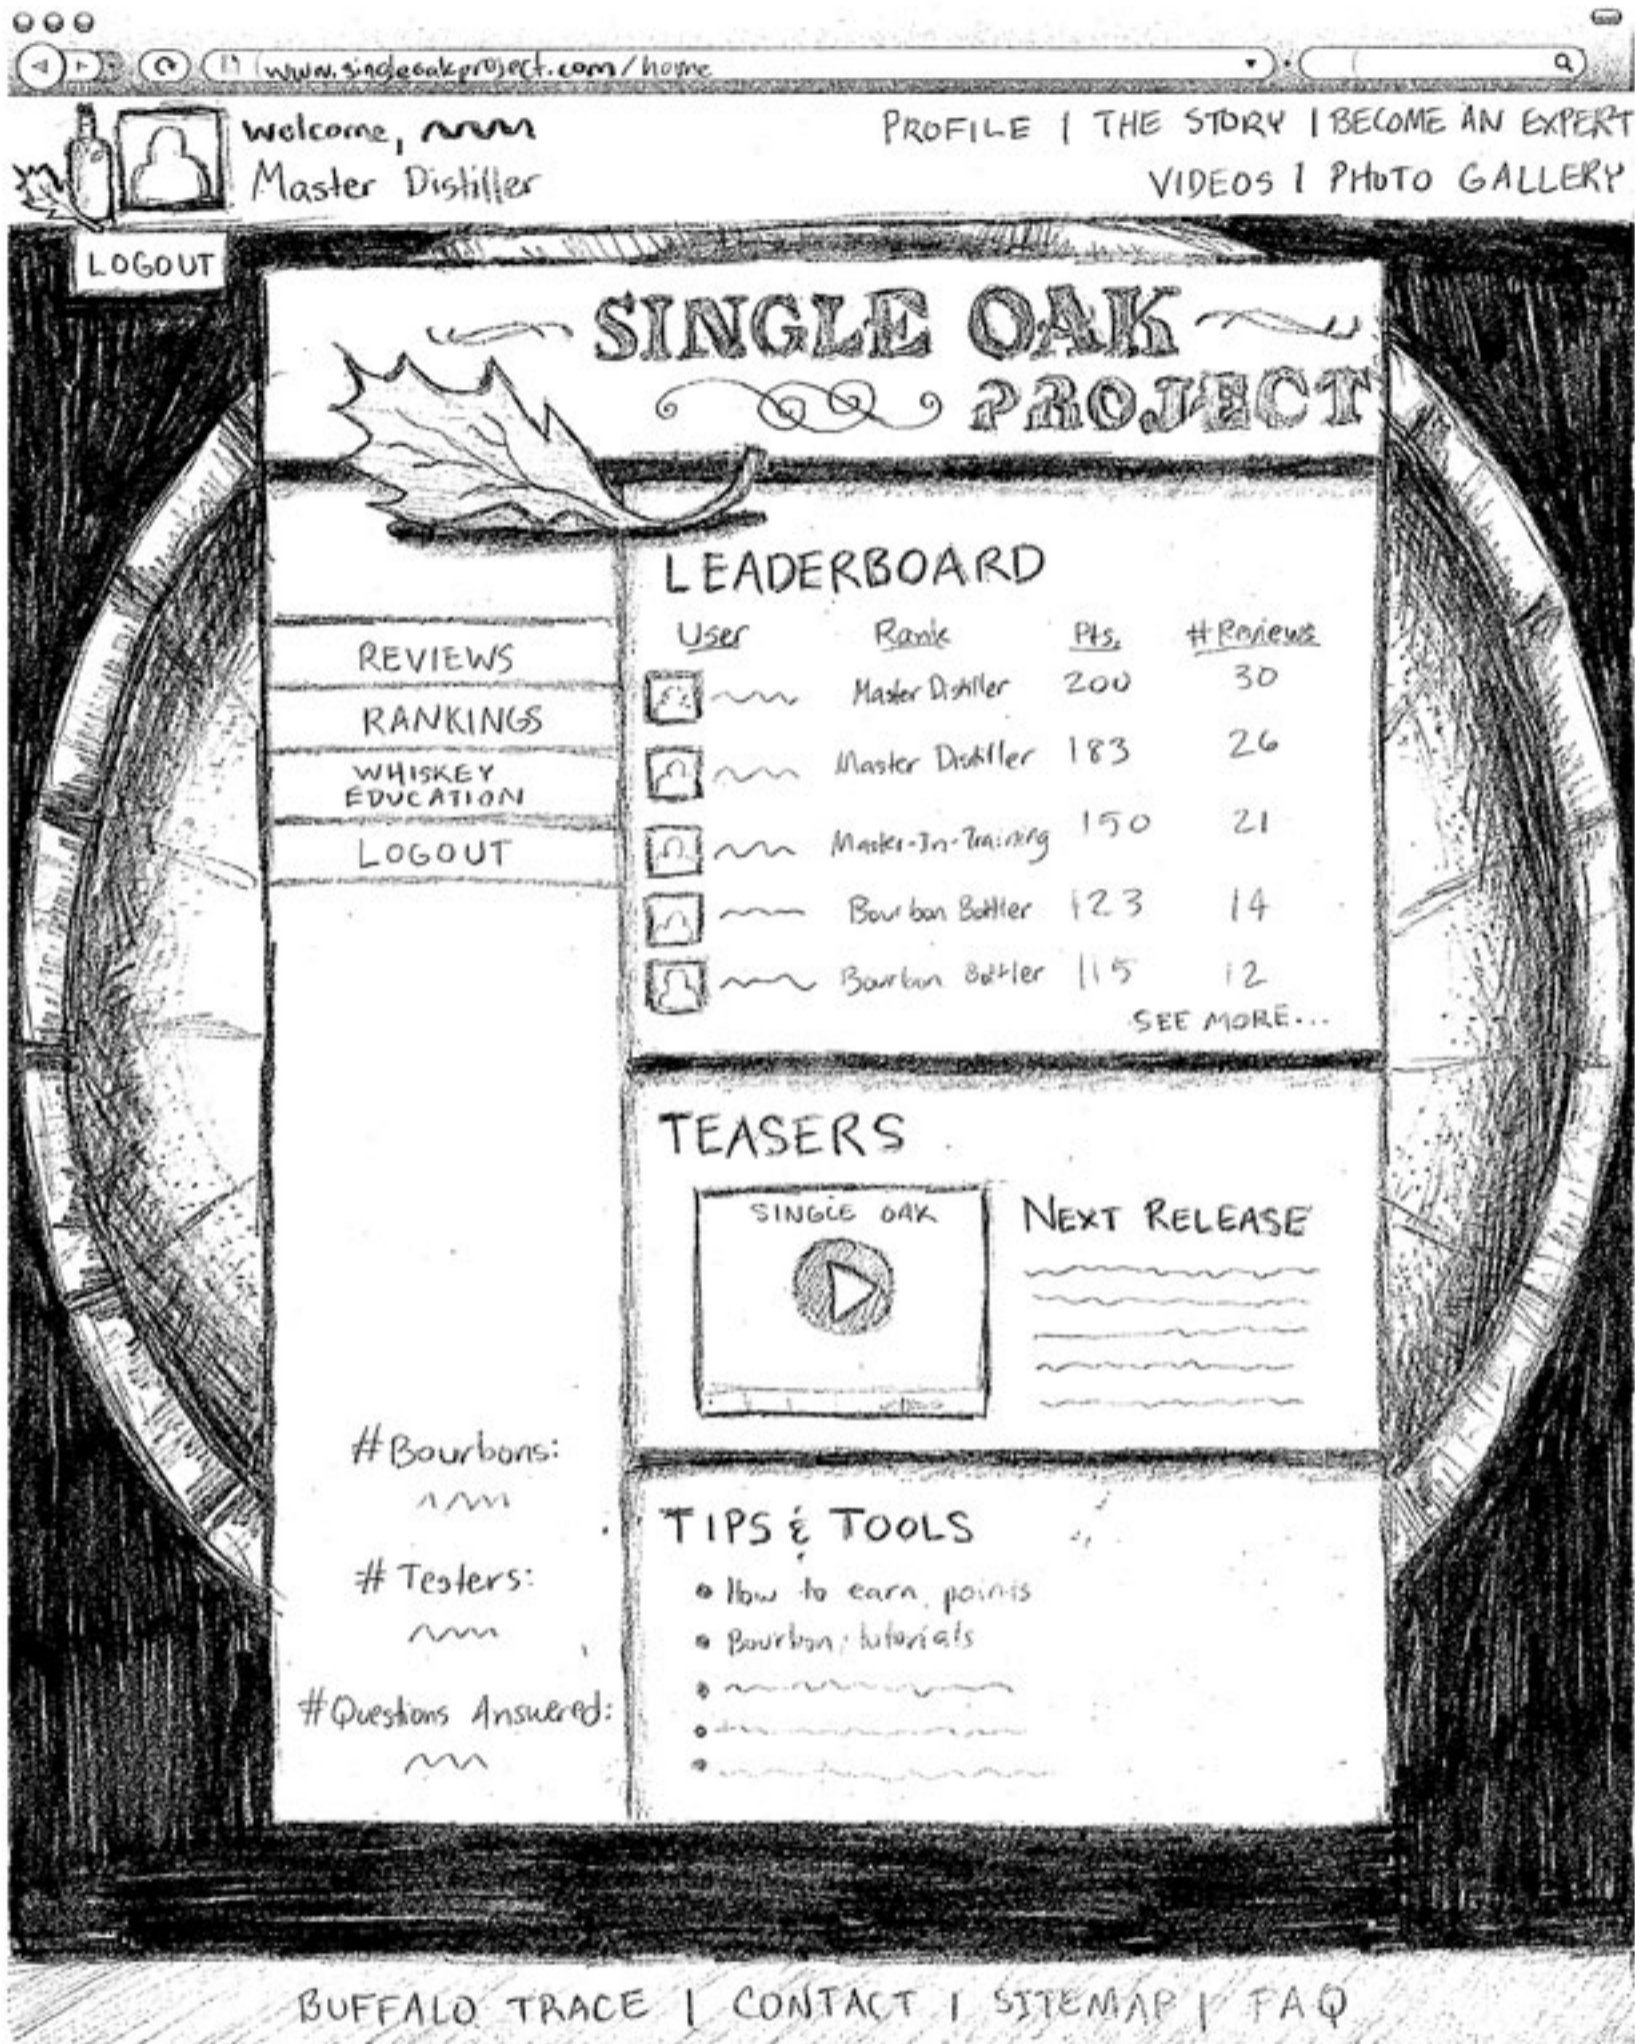 www.singleoakproject.com/home
Welcome,
Master Distiller
PROFILE | THE STORY | BECOME AN EXPERT
VIDEOS | PHOTO GALLERY
LOGOUT
SINGLE OAK
PROJECT
REVIEWS
RANKINGS
WHISKEY
EDUCATION
LOGOUT
#Bourbons:
# Testers:
#Questions Answered:
LEADERBOARD
User Rank Pts. #Reviews
Master Distiller 200 30
Master Distiller 183 26
Master-In-Training 150 21
Bourbon Bottler 123 14
Bourbon Bottler 115 12
SEE MORE...
TEASERS
SINGLE OAK
NEXT RELEASE
TIPS & TOOLS
• How to earn points
• Bourbon tutorials
BUFFALO TRACE | CONTACT | SITEMAP | FAQ